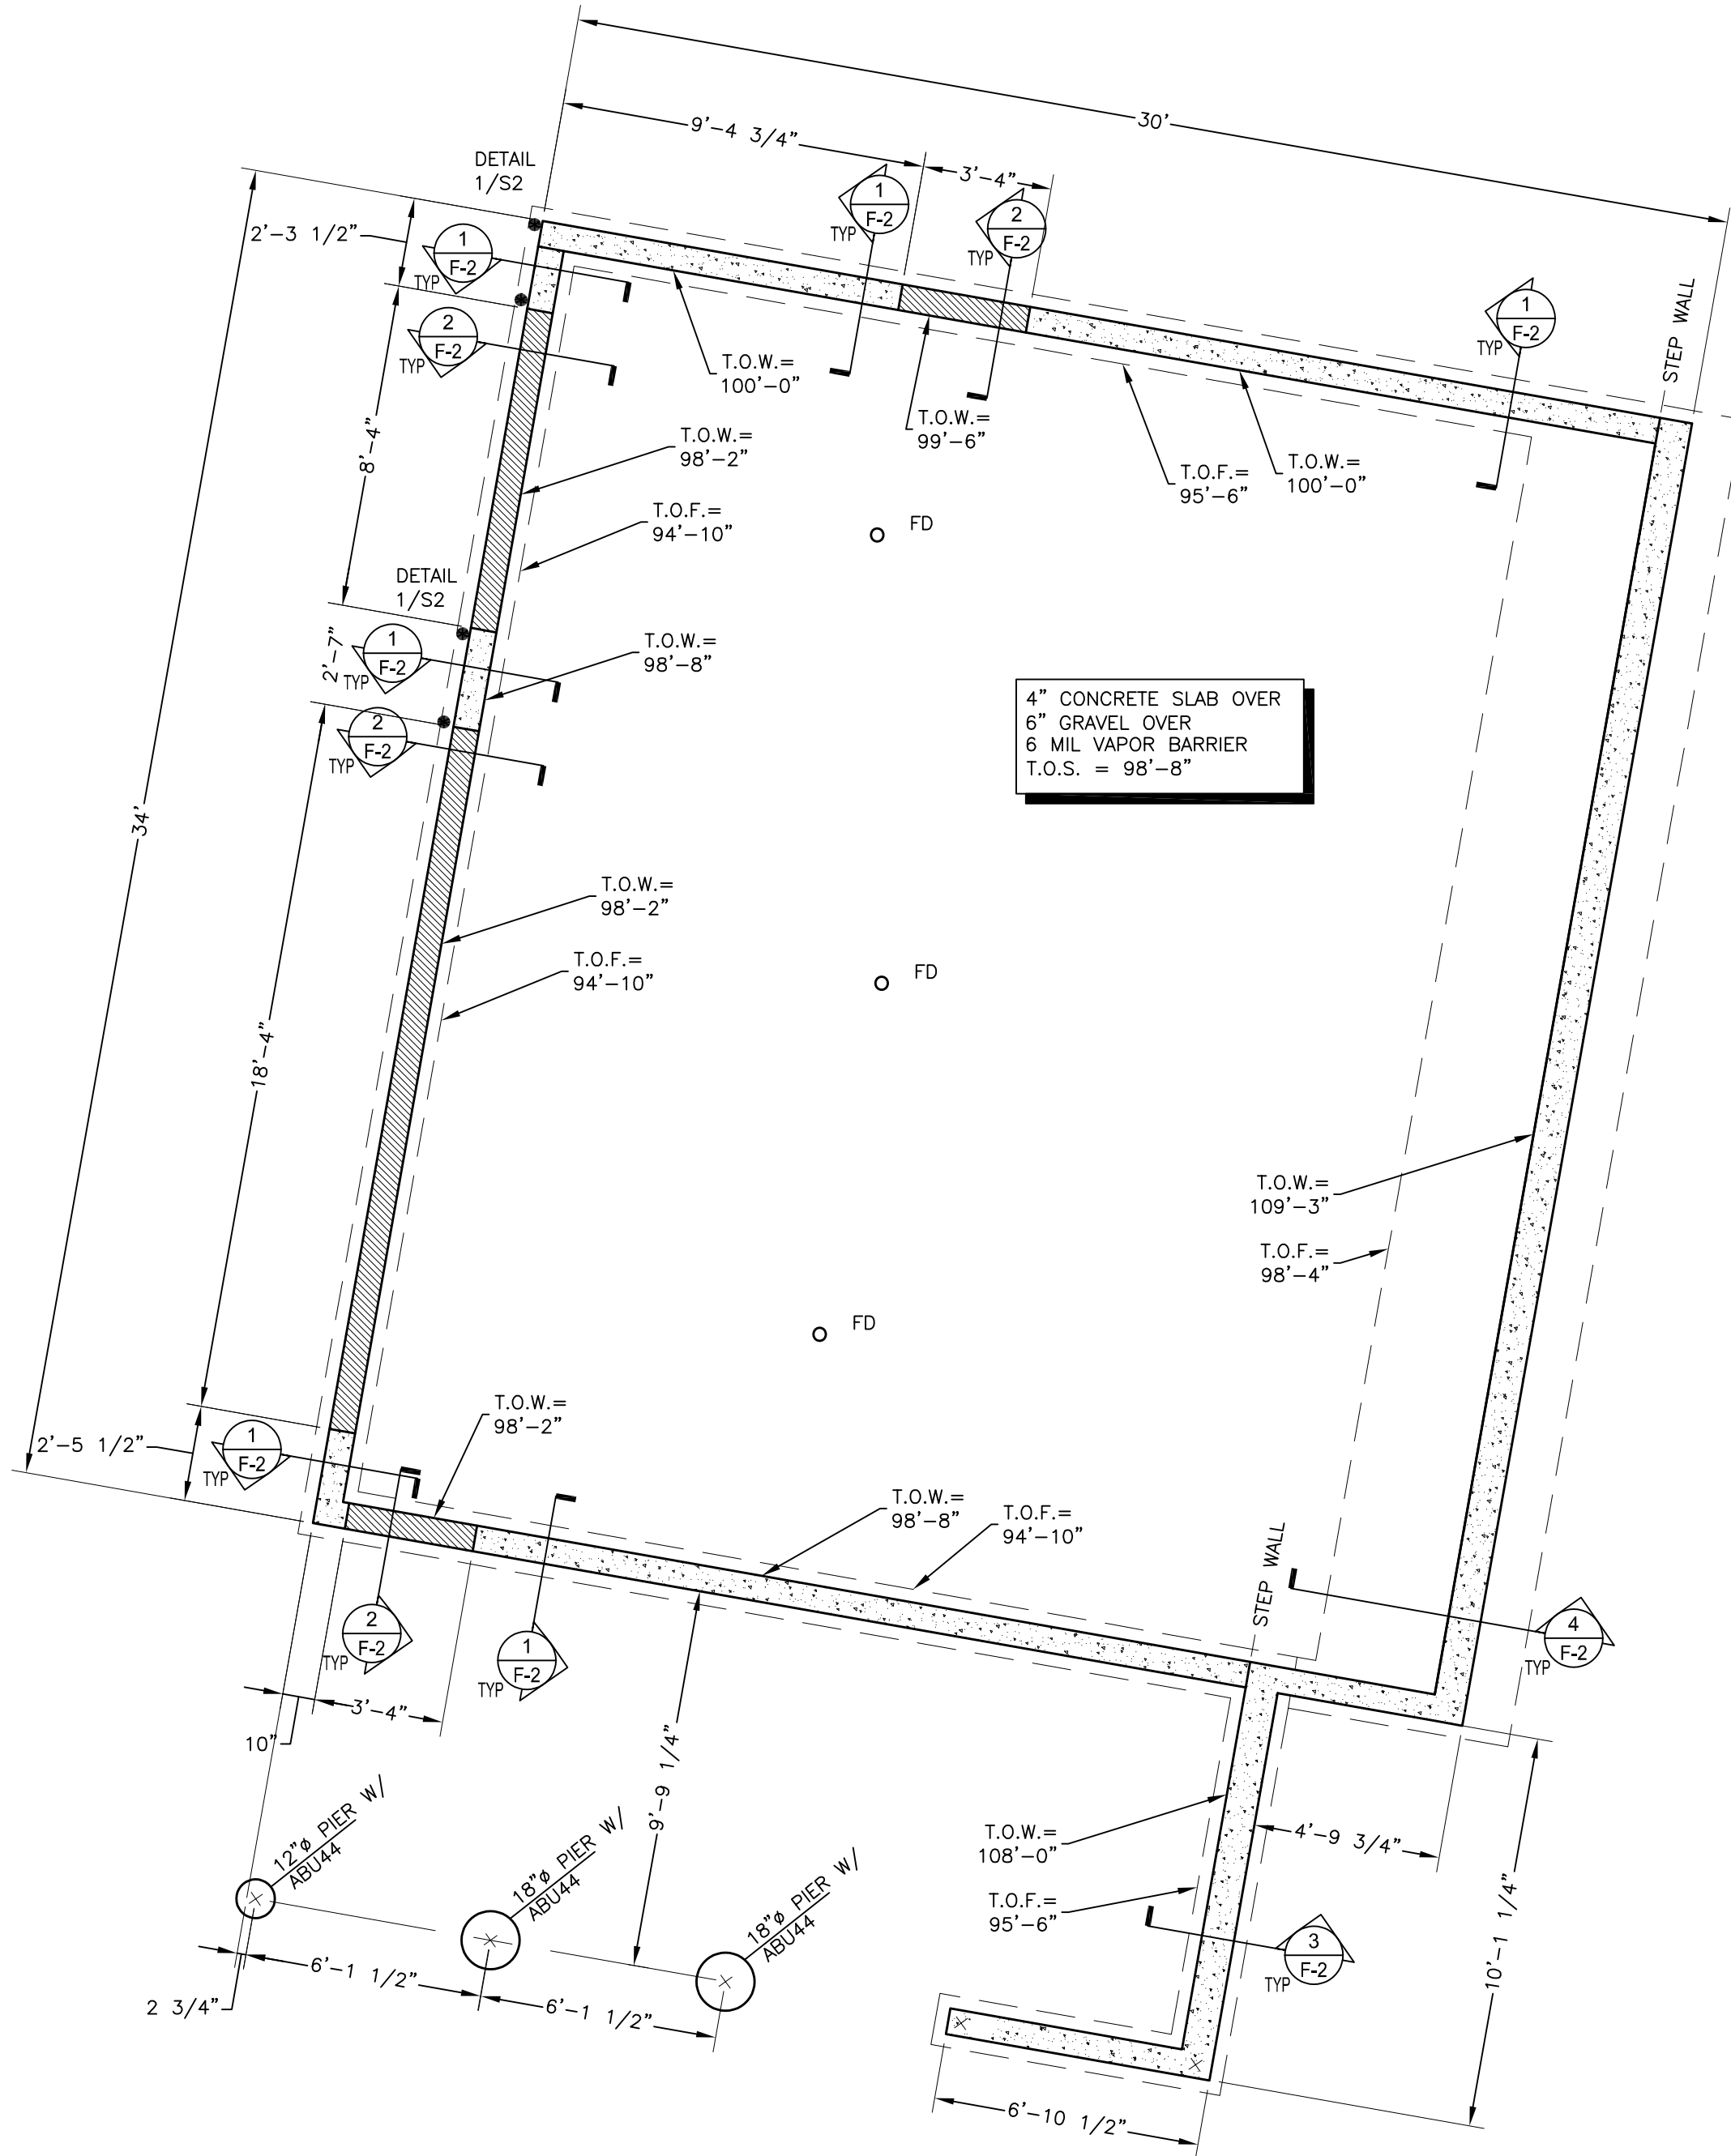 30'
9'-4 3/4"
3'-4"
DETAIL
1/S2
2'-3 1/2"
1
F-2
TYP
2
F-2
TYP
1
F-2
TYP
2
F-2
TYP
1
F-2
TYP
STEP WALL
T.O.W.=
100'-0"
T.O.W.=
99'-6"
T.O.F.=
95'-6"
T.O.W.=
100'-0"
8'-4"
T.O.W.=
98'-2"
T.O.F.=
94'-10"
FD
DETAIL
1/S2
2'-7"
1
F-2
TYP
T.O.W.=
98'-8"
2
F-2
TYP
4" CONCRETE SLAB OVER
6" GRAVEL OVER
6 MIL VAPOR BARRIER
T.O.S. = 98'-8"
34'
T.O.W.=
98'-2"
T.O.F.=
94'-10"
FD
18'-4"
T.O.W.=
109'-3"
T.O.F.=
98'-4"
FD
2'-5 1/2"
1
F-2
TYP
T.O.W.=
98'-2"
T.O.W.=
98'-8"
T.O.F.=
94'-10"
STEP WALL
2
F-2
TYP
1
F-2
TYP
4
F-2
TYP
3'-4"
10"
9'-9 1/4"
12"ø PIER W/
ABU44
18"ø PIER W/
ABU44
18"ø PIER W/
ABU44
T.O.W.=
108'-0"
T.O.F.=
95'-6"
4'-9 3/4"
3
F-2
TYP
10'-1 1/4"
2 3/4"
6'-1 1/2"
6'-1 1/2"
6'-10 1/2"